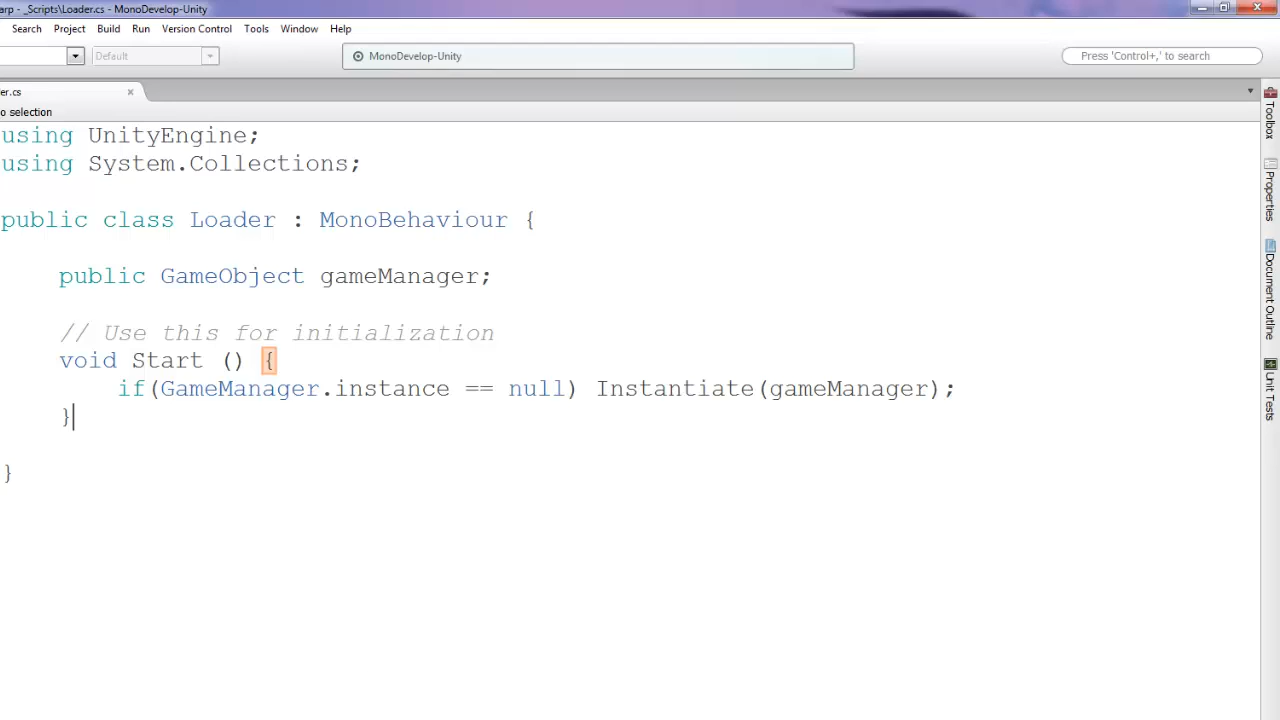 arp - _Scripts\Loader.cs - MonoDevelop-Unity
Search Project Build Run Version Control Tools Window Help
Default
MonoDevelop-Unity
Press 'Control+,' to search
er.cs
o selection
using UnityEngine;
using System.Collections;
public class Loader : MonoBehaviour {
public GameObject gameManager;
// Use this for initialization
void Start () {
if(GameManager.instance == null) Instantiate(gameManager);
}
}
Toolbox
Properties
Document Outline
Unit Tests